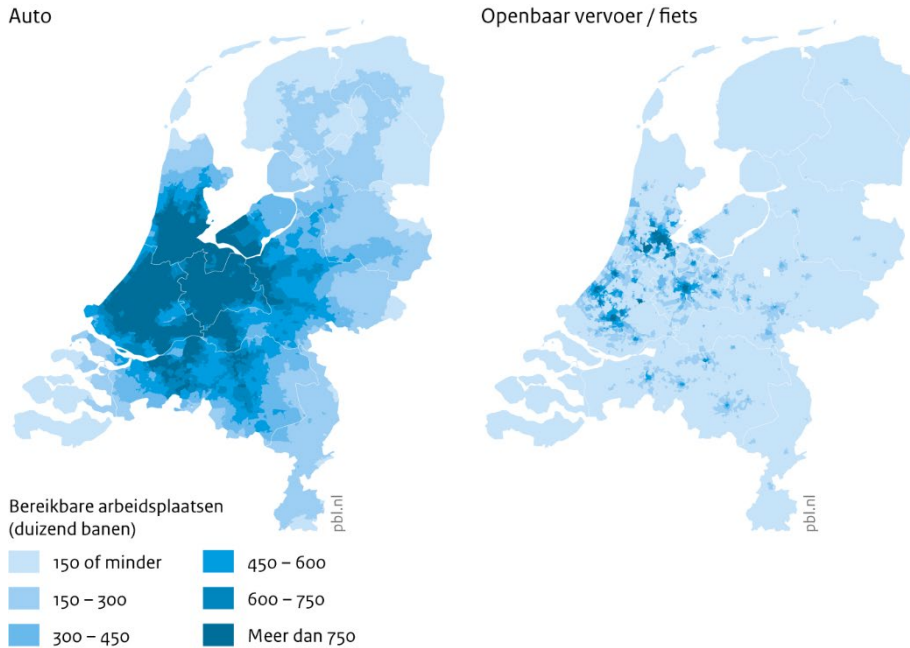 Auto
Openbaar vervoer / fiets
Bereikbare arbeidsplaatsen
(duizend banen)
150 of minder
150 – 300
300 – 450
450 – 600
600 – 750
Meer dan 750
pbl.nl
pbl.nl